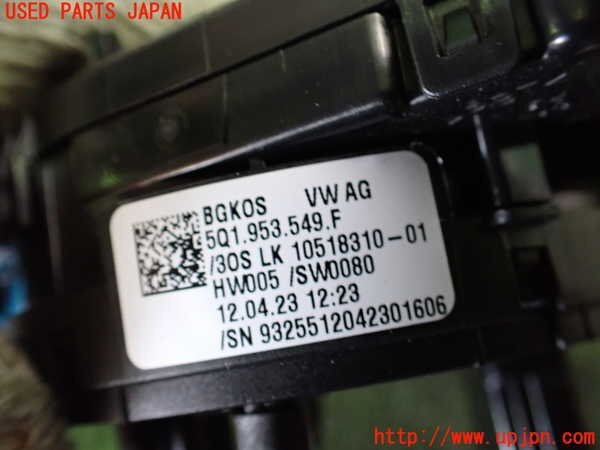 USED PARTS JAPAN
BGKOS VW AG
5Q1.953.549.F
/3OS LK 10518310-01
HW005 /SW0080
12.04.23 12:23
/SN 9325512042301606
http://www.upjpn.com